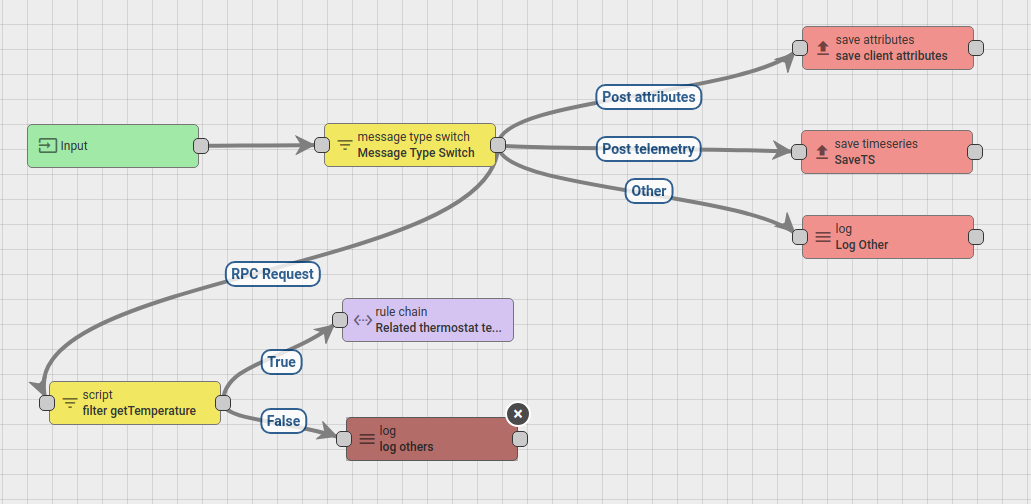 save attributes
save client attributes
Post attributes
Input
message type switch
Message Type Switch
Post telemetry
save timeseries
SaveTS
Other
log
Log Other
RPC Request
rule chain
Related thermostat te...
True
script
filter getTemperature
False
log
log others